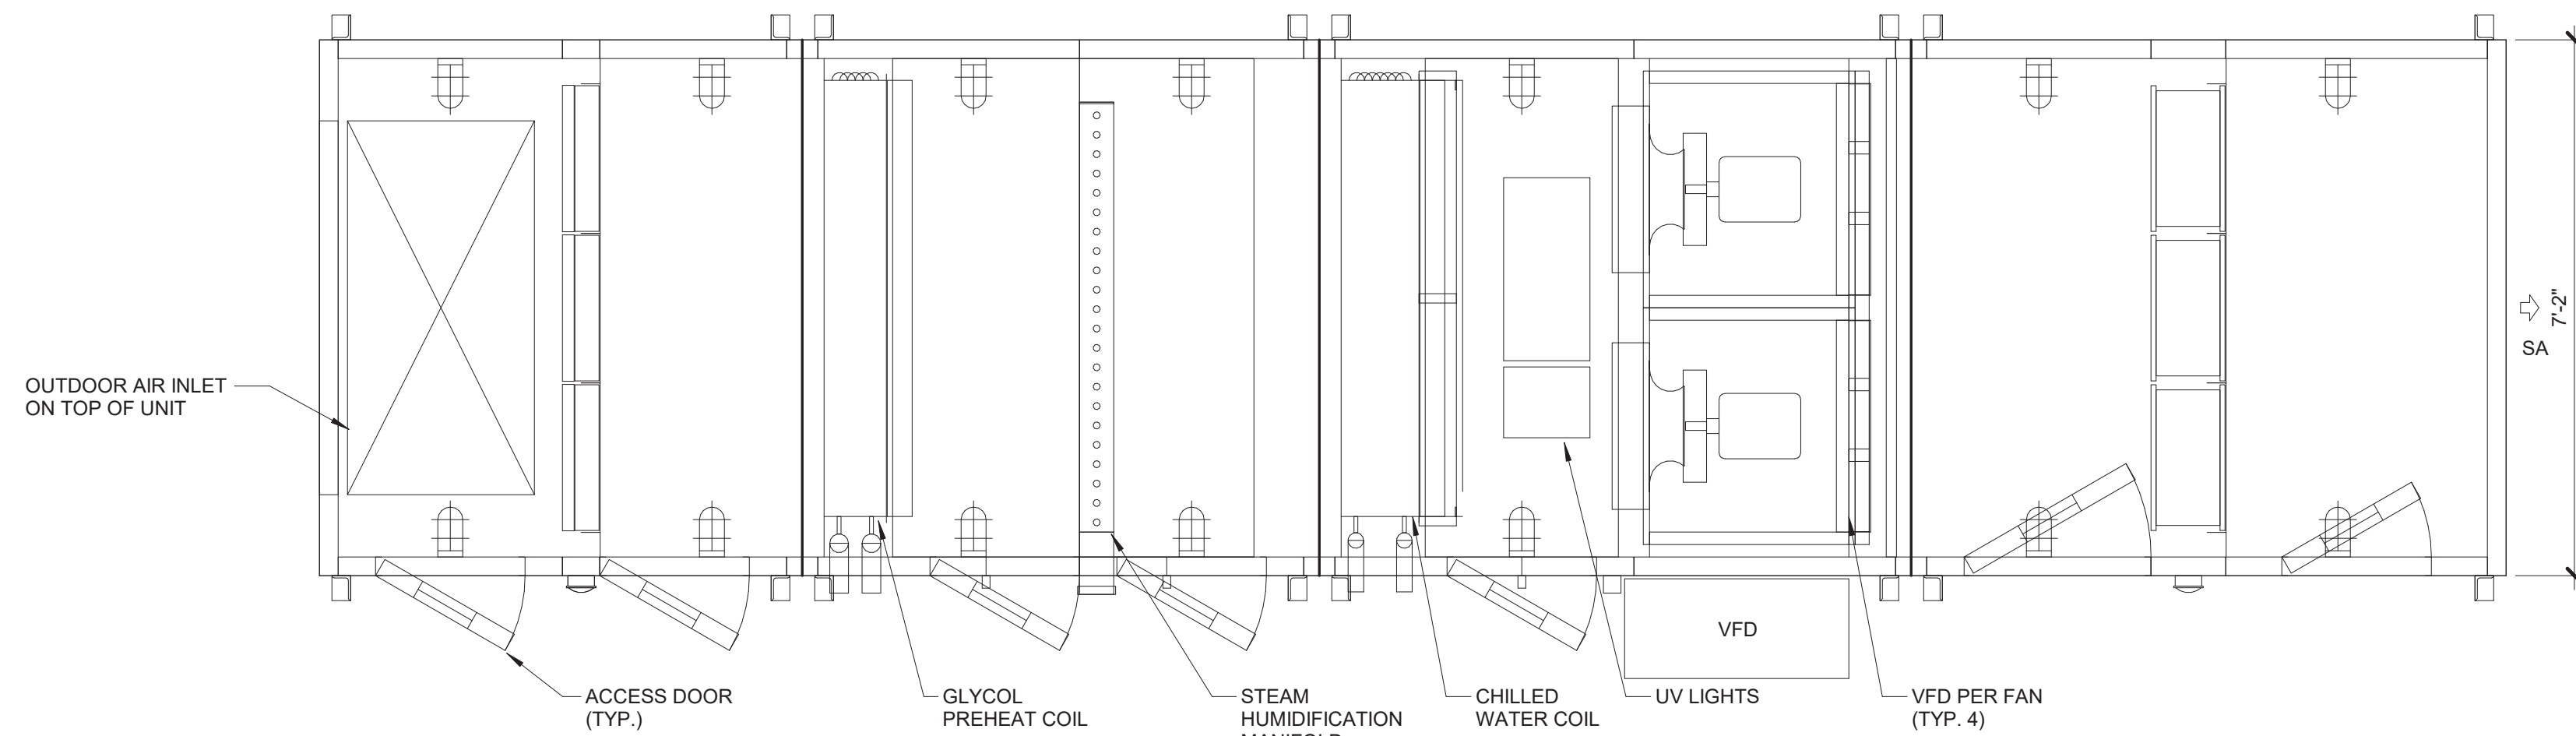 OUTDOOR AIR INLET
ON TOP OF UNIT
7'-2"
SA
VFD
ACCESS DOOR
(TYP.)
GLYCOL
PREHEAT COIL
STEAM
HUMIDIFICATION
MANIFOLD
CHILLED
WATER COIL
UV LIGHTS
VFD PER FAN
(TYP. 4)